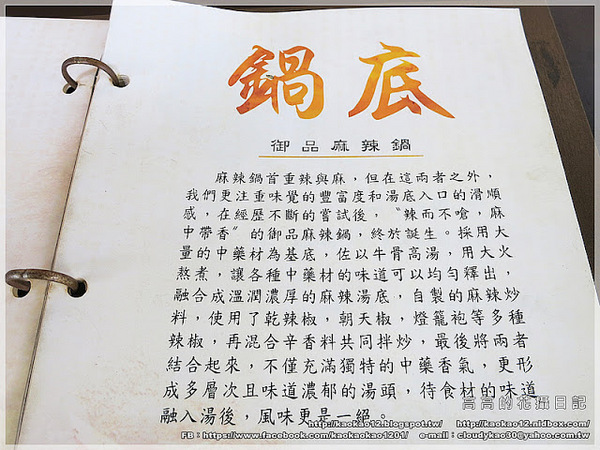 鍋底
御品麻辣鍋
麻辣鍋首重辣與麻，但在這兩者之外，
我們更注重味覺的豐富度和湯底入口的滑順
感，在經歷不斷的嘗試後，〝辣而不嗆，麻
中帶香〞的御品麻辣鍋，終於誕生。採用大
量的中藥材為基底，佐以牛骨高湯，用大火
熬煮，讓各種中藥材的味道可以均勻釋出，
融合成溫潤濃厚的麻辣湯底，自製的麻辣炒
料，使用了乾辣椒，朝天椒，燈籠袍等多種
辣椒，再混合辛香料共同拌炒，最後將兩者
結合起來，不僅充滿獨特的中藥香氣，更形
成多層次且味道濃郁的湯頭，待食材的味道
融入湯後，風味更是一絕。
高高的花攝日記
http://kaokao12.blogspot.tw/ http://kaokao12.nidbox.com/
FB：https://www.facebook.com/kaokaokao1201/ e-mail：cloudykao30@yahoo.com.tw